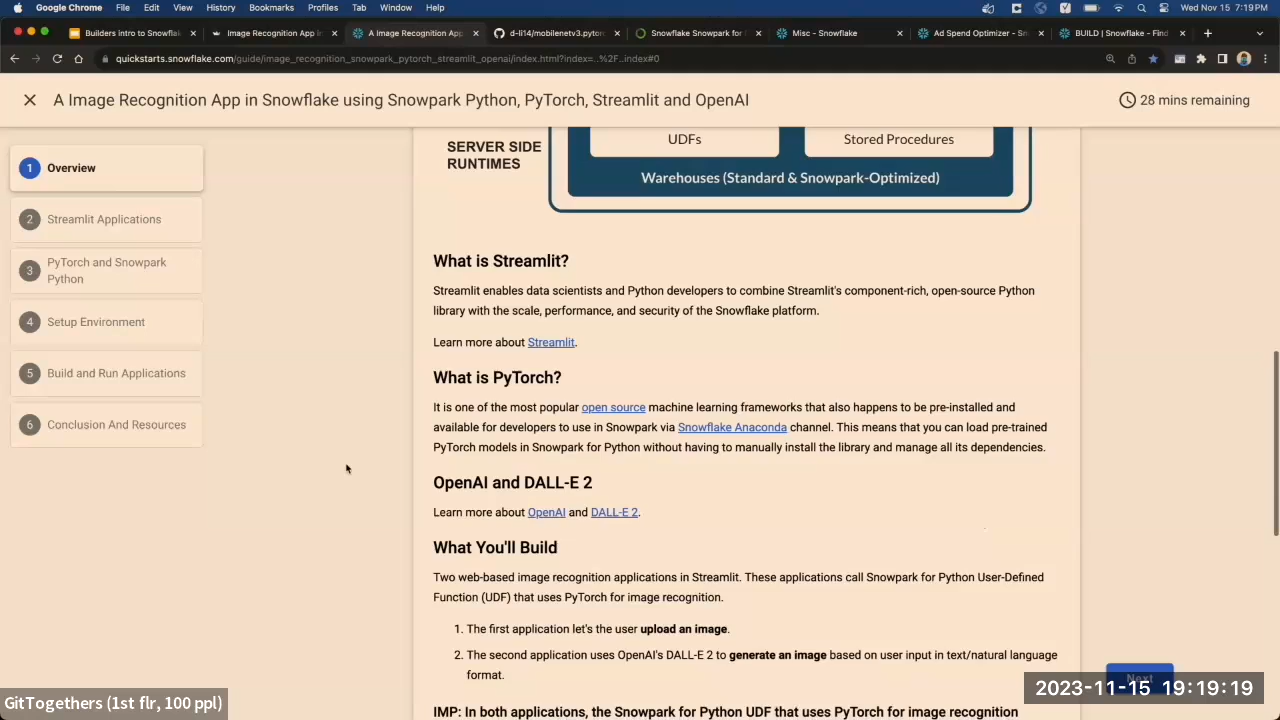 Google Chrome File Edit View History Bookmarks Profiles Tab Window Help Wed Nov 15 7:19 PM
Builders intro to Snowflak Image Recognition App in A Image Recognition App d-li14/mobilenetv3.pytorc Snowflake Snowpark for Misc - Snowflake Ad Spend Optimizer - Sn BUILD | Snowflake - Find
quickstarts.snowflake.com/guide/image_recognition_snowpark_pytorch_streamlit_openai/index.html?index=..%2F..index#0
A Image Recognition App in Snowflake using Snowpark Python, PyTorch, Streamlit and OpenAI
28 mins remaining
1 Overview
2 Streamlit Applications
3 PyTorch and Snowpark
Python
4 Setup Environment
5 Build and Run Applications
6 Conclusion And Resources
SERVER SIDE
RUNTIMES
UDFs
Stored Procedures
Warehouses (Standard & Snowpark-Optimized)
What is Streamlit?
Streamlit enables data scientists and Python developers to combine Streamlit's component-rich, open-source Python
library with the scale, performance, and security of the Snowflake platform.
Learn more about Streamlit.
What is PyTorch?
It is one of the most popular open source machine learning frameworks that also happens to be pre-installed and
available for developers to use in Snowpark via Snowflake Anaconda channel. This means that you can load pre-trained
PyTorch models in Snowpark for Python without having to manually install the library and manage all its dependencies.
OpenAI and DALL-E 2
Learn more about OpenAI and DALL-E 2.
What You'll Build
Two web-based image recognition applications in Streamlit. These applications call Snowpark for Python User-Defined
Function (UDF) that uses PyTorch for image recognition.
1. The first application let's the user upload an image.
2. The second application uses OpenAI's DALL-E 2 to generate an image based on user input in text/natural language
format.
IMP: In both applications, the Snowpark for Python UDF that uses PyTorch for image recognition
Next
GitTogethers (1st flr, 100 ppl)
2023-11-15 19:19:19